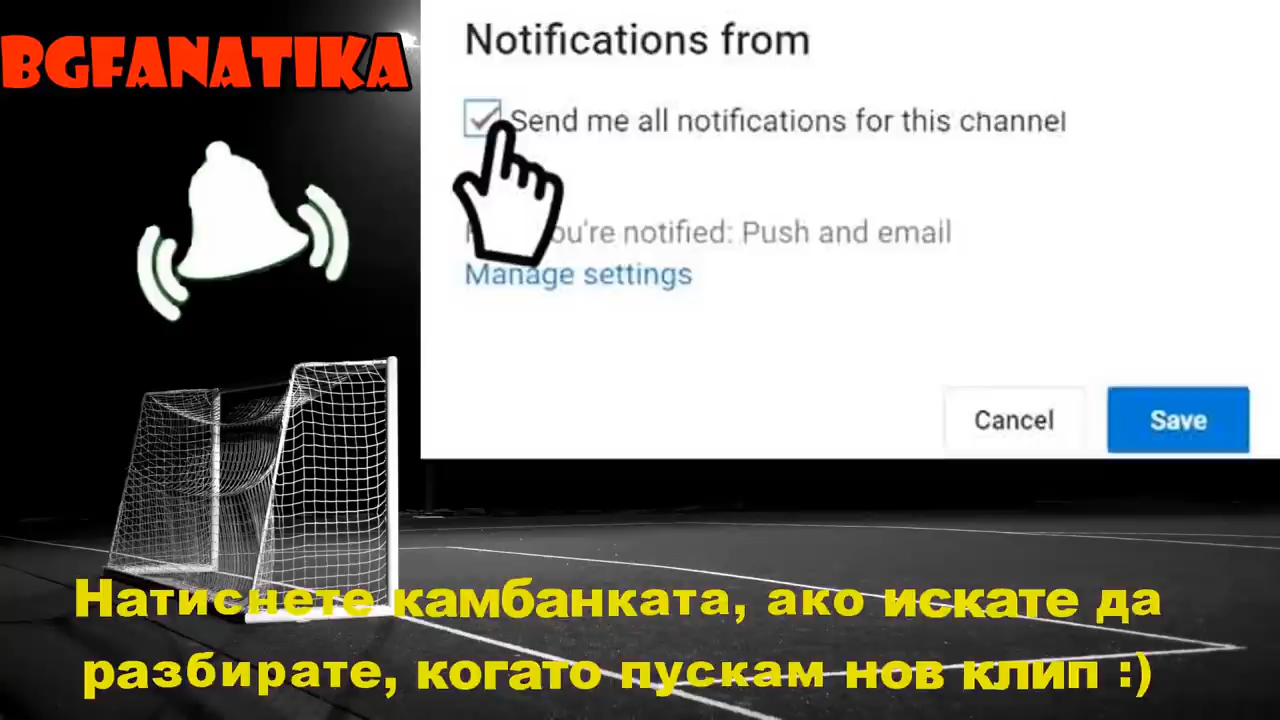 BGFANATIKA
Notifications from
Send me all notifications for this channel
you're notified: Push and email
Manage settings
Cancel
Save
Натиснете камбанката, ако искате да
разбирате, когато пускам нов клип :)